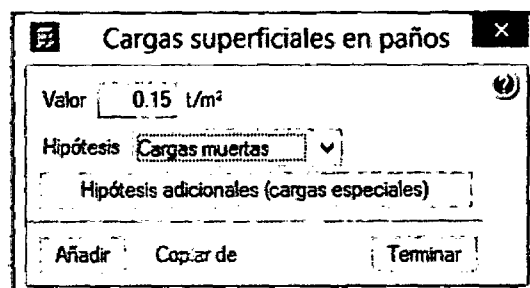 Cargas superficiales en paños
Valor 0.15 t/m²
Hipótesis Cargas muertas
Hipótesis adicionales (cargas especiales)
Añadir Copiar de Terminar